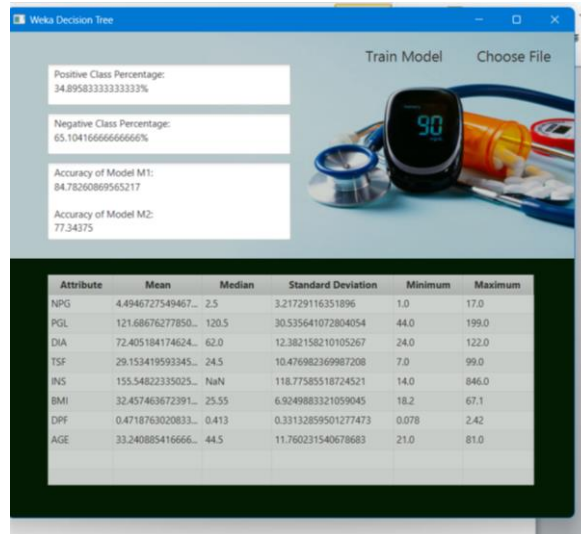 Weka Decision Tree
Train Model Choose File
Positive Class Percentage:
34.89583333333333%
Negative Class Percentage:
65.10416666666666%
Accuracy of Model M1:
84.78260869565217
Accuracy of Model M2:
77.34375
90
Attribute Mean Median Standard Deviation Minimum Maximum
NPG 4.4946727549467... 2.5 3.21729116351896 1.0 17.0
PGL 121.68676277850... 120.5 30.535641072804054 44.0 199.0
DIA 72.405184174624... 62.0 12.382158210105267 24.0 122.0
TSF 29.153419593345... 24.5 10.476982369987208 7.0 99.0
INS 155.54822335025... NaN 118.77585518724521 14.0 846.0
BMI 32.457463672391... 25.55 6.9249883321059045 18.2 67.1
DPF 0.4718763020833... 0.413 0.33132859501277473 0.078 2.42
AGE 33.240885416666... 44.5 11.760231540678683 21.0 81.0